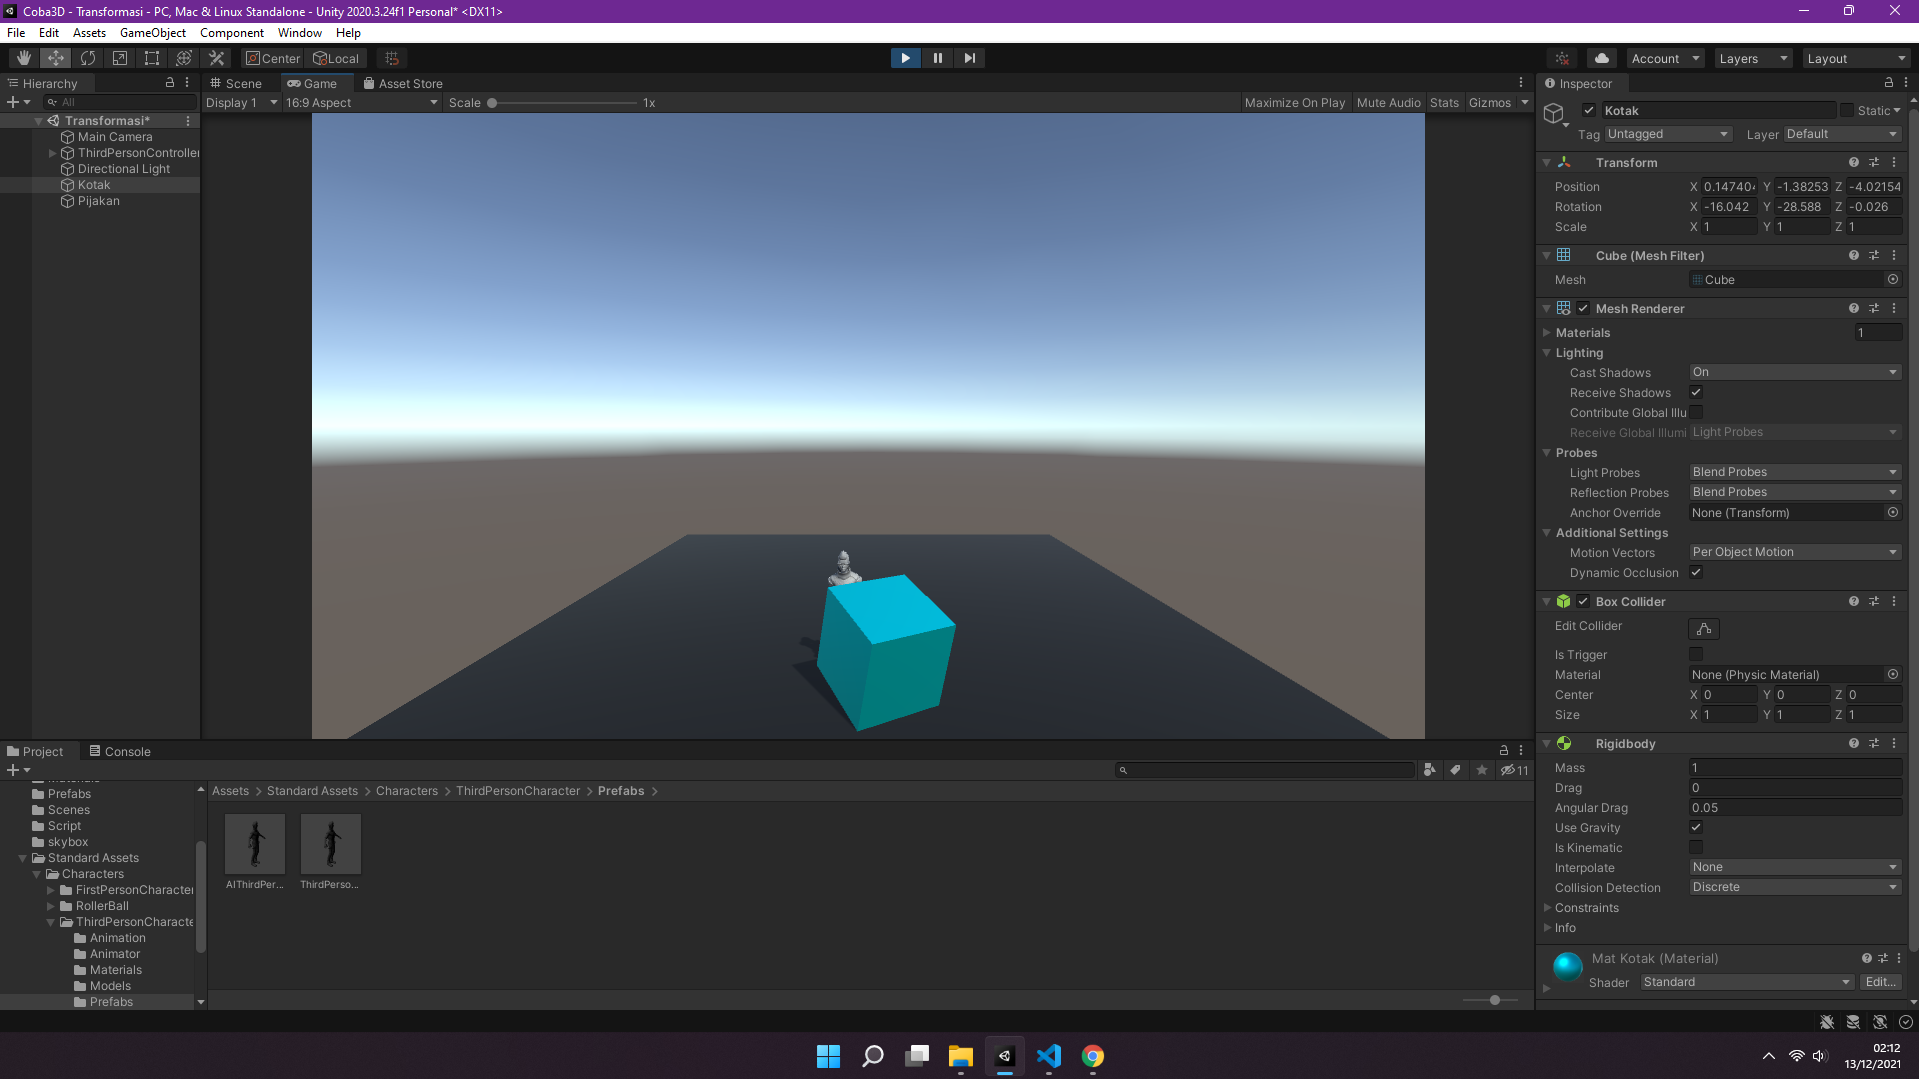 Coba3D - Transformasi - PC, Mac & Linux Standalone - Unity 2020.3.24f1 Personal* <DX11>
File Edit Assets GameObject Component Window Help
Center Local
Account Layers Layout
Hierarchy
All
Transformasi*
Main Camera
ThirdPersonController
Directional Light
Kotak
Pijakan
Scene Game Asset Store
Display 1 16:9 Aspect Scale 1x Maximize On Play Mute Audio Stats Gizmos
Inspector
Kotak Static
Tag Untagged Layer Default
Transform
Position X 0.147404 Y -1.38253 Z -4.02154
Rotation X -16.042 Y -28.588 Z -0.026
Scale X 1 Y 1 Z 1
Cube (Mesh Filter)
Mesh Cube
Mesh Renderer
Materials 1
Lighting
Cast Shadows On
Receive Shadows
Contribute Global Illu
Receive Global Illumi Light Probes
Probes
Light Probes Blend Probes
Reflection Probes Blend Probes
Anchor Override None (Transform)
Additional Settings
Motion Vectors Per Object Motion
Dynamic Occlusion
Box Collider
Edit Collider
Is Trigger
Material None (Physic Material)
Center X 0 Y 0 Z 0
Size X 1 Y 1 Z 1
Rigidbody
Mass 1
Drag 0
Angular Drag 0.05
Use Gravity
Is Kinematic
Interpolate None
Collision Detection Discrete
Constraints
Info
Mat Kotak (Material)
Shader Standard Edit...
Project Console
11
Materials
Prefabs
Scenes
Script
skybox
Standard Assets
Characters
FirstPersonCharacter
RollerBall
ThirdPersonCharacte
Animation
Animator
Materials
Models
Prefabs
Assets > Standard Assets > Characters > ThirdPersonCharacter > Prefabs >
AIThirdPer... ThirdPerso...
02:12
13/12/2021